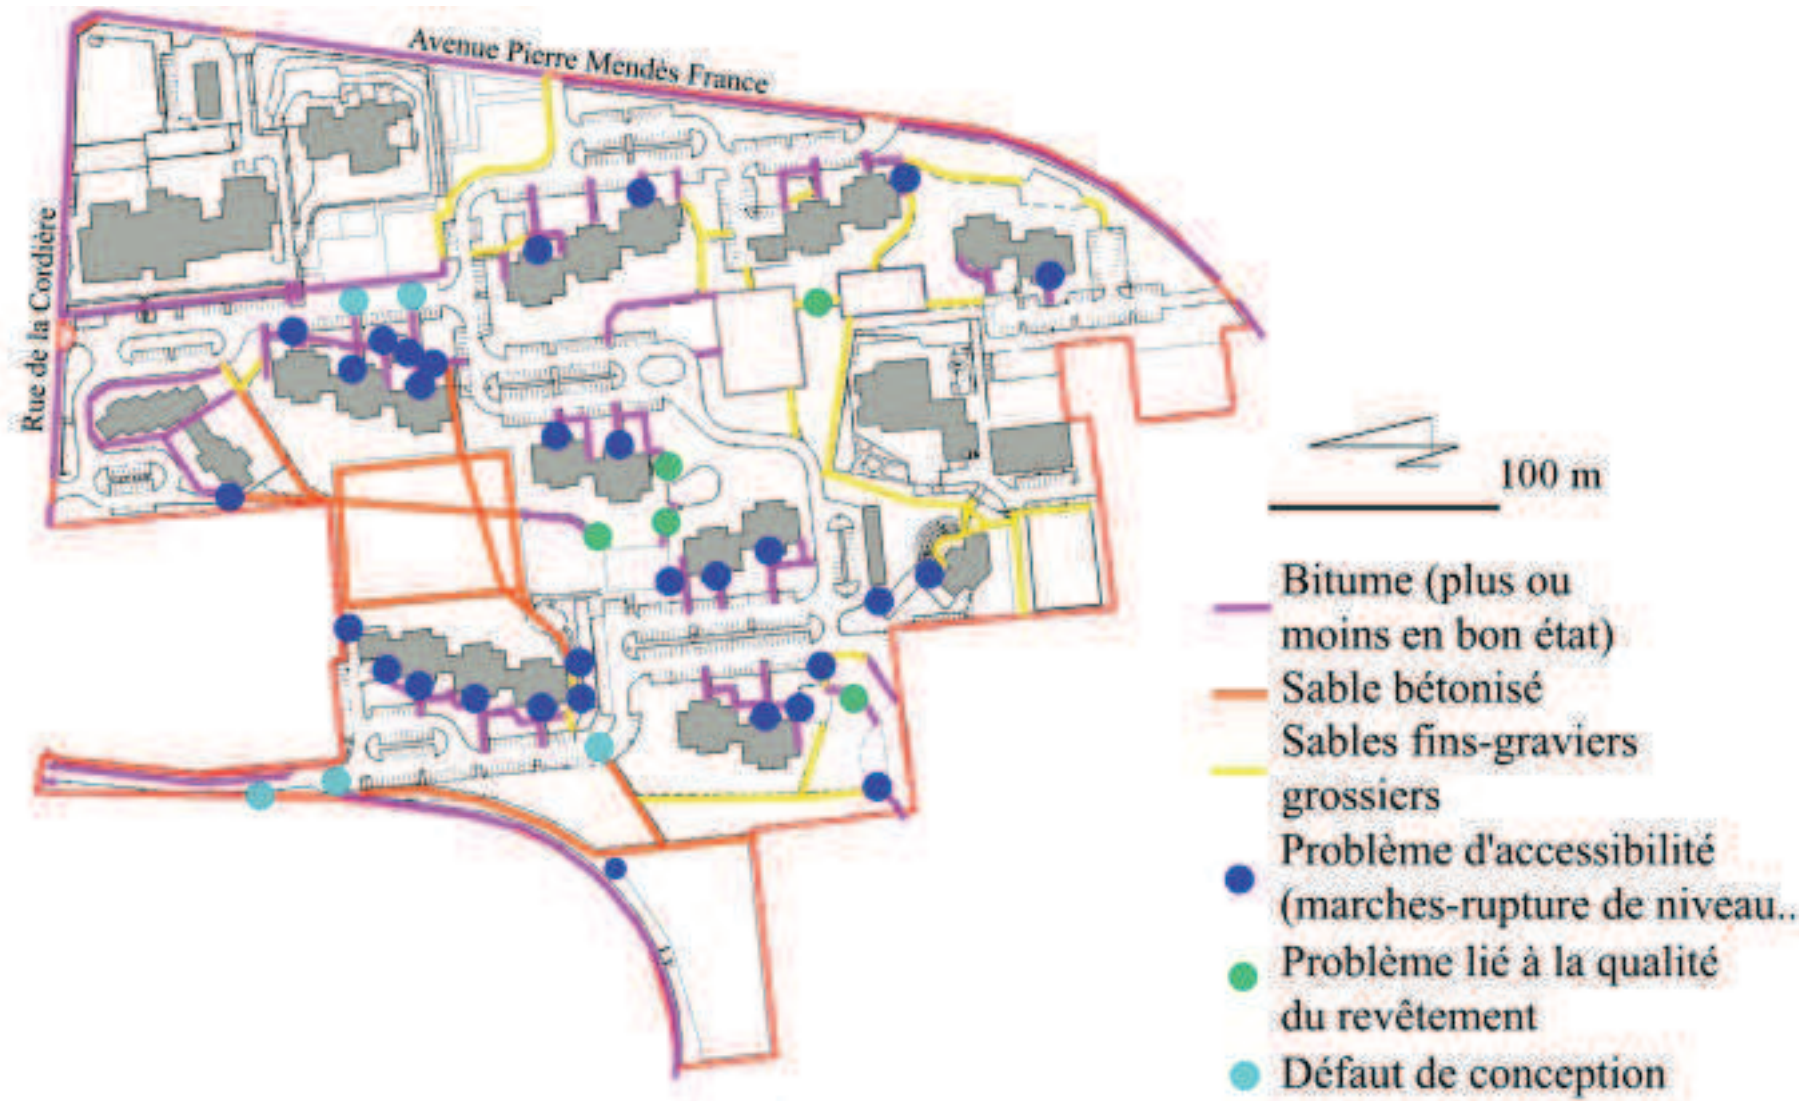 Avenue Pierre Mendès France
Rue de la Cordière
100 m
Bitume (plus ou
moins en bon état)
Sable bétonisé
Sables fins-graviers
grossiers
Problème d'accessibilité
(marches-rupture de niveau..
Problème lié à la qualité
du revêtement
Défaut de conception